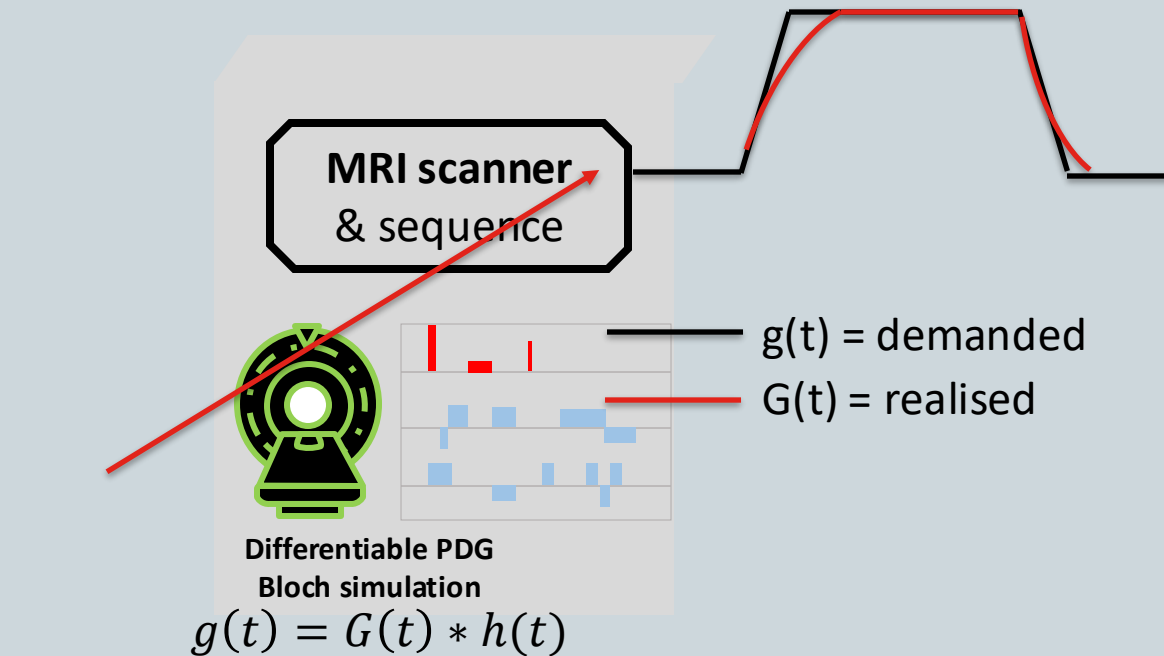 MRI scanner
& sequence
g(t) = demanded
G(t) = realised
Differentiable PDG
Bloch simulation
g(t) = G(t) ∗ h(t)